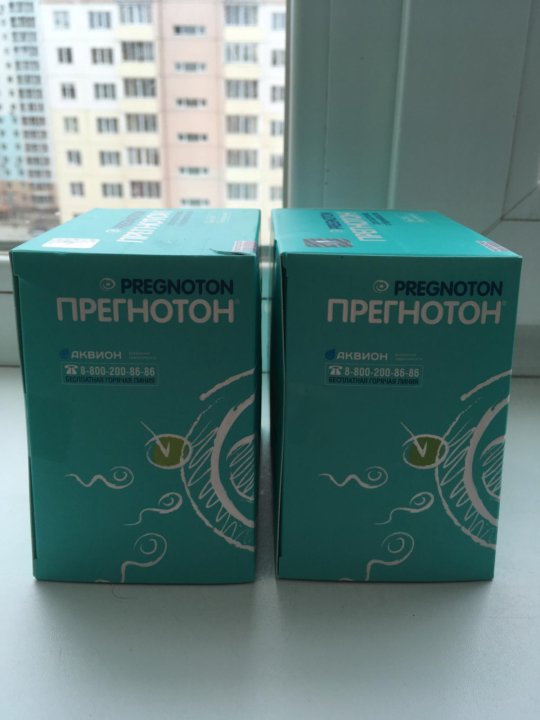 ПРЕГНОТОН
PREGNOTON
ПРЕГНОТОН®
АКВИОН
8-800-200-86-86
БЕСПЛАТНАЯ ГОРЯЧАЯ ЛИНИЯ
PREGNOTON
ПРЕГНОТОН®
АКВИОН
8-800-200-86-86
БЕСПЛАТНАЯ ГОРЯЧАЯ ЛИНИЯ